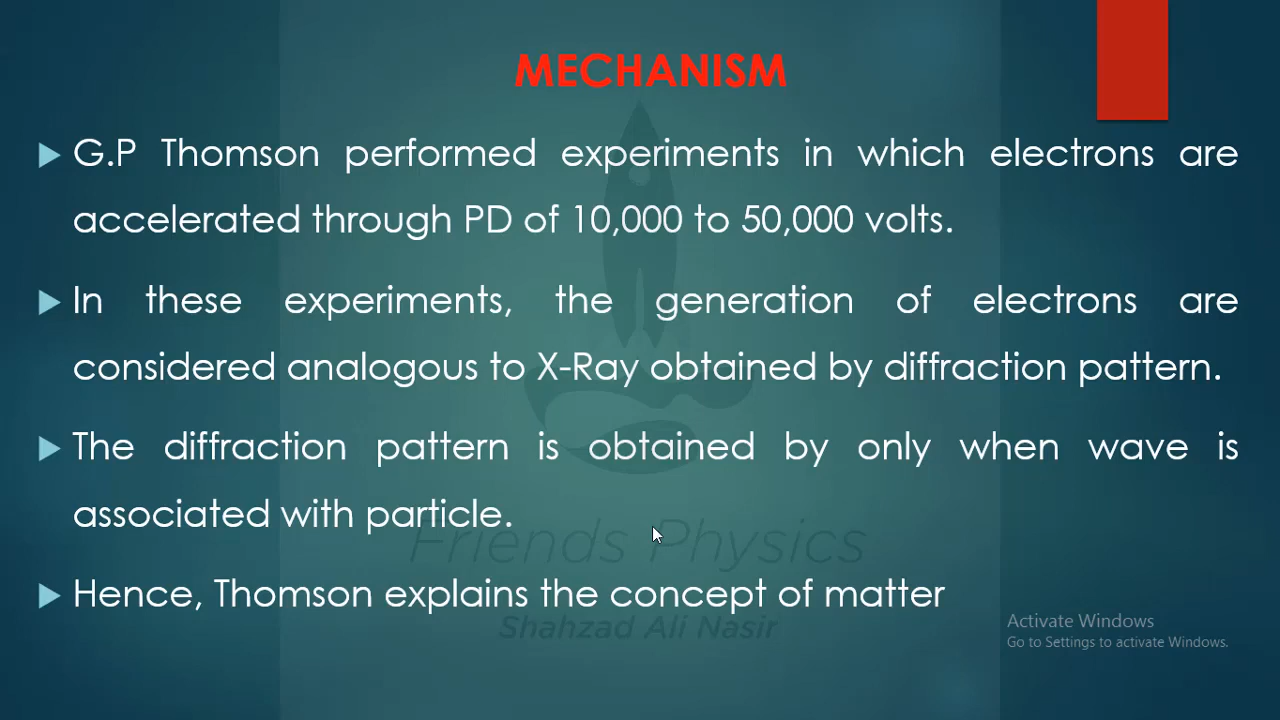 MECHANISM
G.P Thomson performed experiments in which electrons are
accelerated through PD of 10,000 to 50,000 volts.
In these experiments, the generation of electrons are
considered analogous to X-Ray obtained by diffraction pattern.
The diffraction pattern is obtained by only when wave is
associated with particle.
Friends Physics
Hence, Thomson explains the concept of matter
Shahzad Ali Nasir
Activate Windows
Go to Settings to activate Windows.